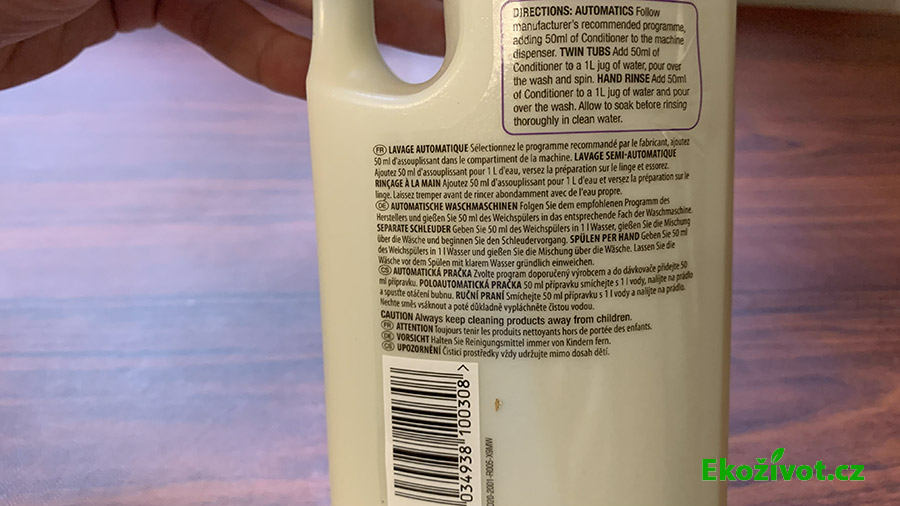 DIRECTIONS: AUTOMATICS Follow
manufacturer's recommended programme,
adding 50ml of Conditioner to the machine
dispenser. TWIN TUBS Add 50ml of
Conditioner to a 1L jug of water, pour over
the wash and spin. HAND RINSE Add 50ml
of Conditioner to a 1L jug of water and pour
over the wash. Allow to soak before rinsing
thoroughly in clean water.
FR LAVAGE AUTOMATIQUE Sélectionnez le programme recommandé par le fabricant, ajoutez
50 ml d'assouplissant dans le compartiment de la machine. LAVAGE SEMI-AUTOMATIQUE
Ajoutez 50 ml d'assouplissant pour 1 L d'eau, versez la préparation sur le linge et essorez.
RINÇAGE À LA MAIN Ajoutez 50 ml d'assouplissant pour 1 L d'eau et versez la préparation sur le
linge. Laissez tremper avant de rincer abondamment avec de l'eau propre.
DE AUTOMATISCHE WASCHMASCHINEN Folgen Sie dem empfohlenen Programm des
Herstellers und gießen Sie 50 ml des Weichspülers in das entsprechende Fach der Waschmaschine.
SEPARATE SCHLEUDER Geben Sie 50 ml des Weichspülers in 1 l Wasser, gießen Sie die Mischung
über die Wäsche und beginnen Sie den Schleudervorgang. SPÜLEN PER HAND Geben Sie 50 ml
des Weichspülers in 1 l Wasser und gießen Sie die Mischung über die Wäsche. Lassen Sie die
Wäsche vor dem Spülen mit klarem Wasser gründlich einweichen.
CS AUTOMATICKÁ PRAČKA Zvolte program doporučený výrobcem a do dávkovače přidejte 50
ml přípravku. POLOAUTOMATICKÁ PRAČKA 50 ml přípravku smíchejte s 1 l vody, nalijte na prádlo
a spusťte otáčení bubnu. RUČNÍ PRANÍ Smíchejte 50 ml přípravku s 1 l vody a nalijte na prádlo.
Nechte směs vsáknout a poté důkladně vypláchněte čistou vodou.
CAUTION Always keep cleaning products away from children.
FR ATTENTION Toujours tenir les produits nettoyants hors de portée des enfants.
DE VORSICHT Halten Sie Reinigungsmittel immer von Kindern fern.
CS UPOZORNĚNÍ Čisticí prostředky vždy udržujte mimo dosah dětí.
034938 100308 >
Ekoživot.cz